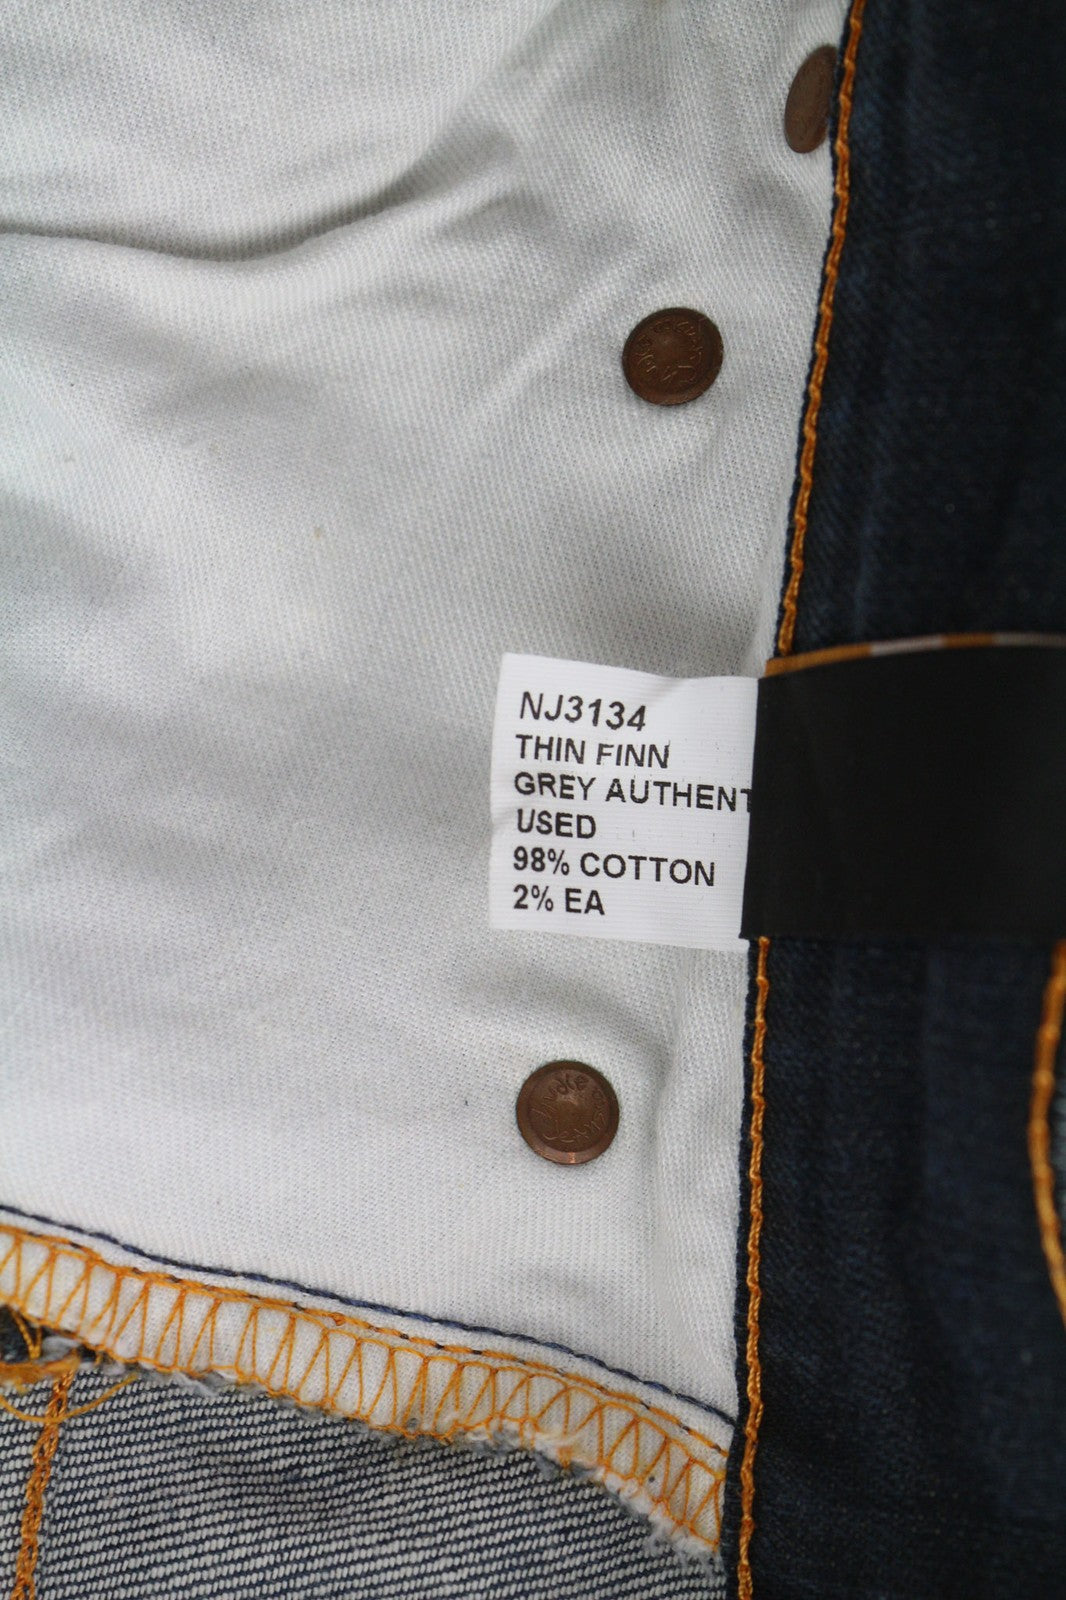 NJ3134
THIN FINN
GREY AUTHENT
USED
98% COTTON
2% EA